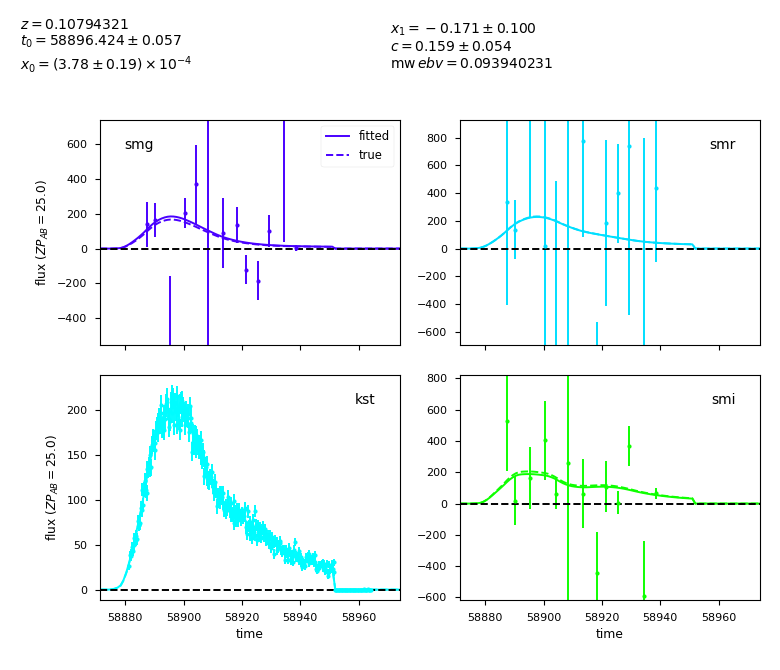 z = 0.10794321
t₀ = 58896.424 ± 0.057
x₀ = (3.78 ± 0.19) × 10⁻⁴
x₁ = −0.171 ± 0.100
c = 0.159 ± 0.054
mw ebv = 0.093940231
smg
fitted
true
600
400
200
0
−200
−400
flux (ZP_AB = 25.0)
smr
800
600
400
200
0
−200
−400
−600
kst
200
150
100
50
0
flux (ZP_AB = 25.0)
58880 58900 58920 58940 58960
time
smi
800
600
400
200
0
−200
−400
−600
58880 58900 58920 58940 58960
time